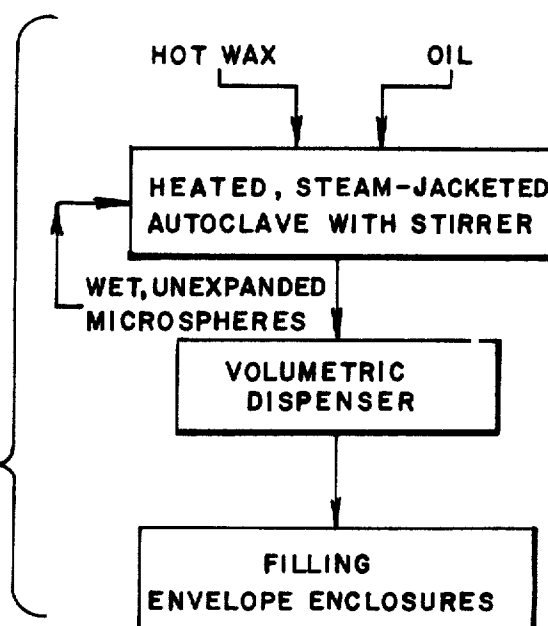 HOT WAX
OIL
HEATED, STEAM-JACKETED
AUTOCLAVE WITH STIRRER
WET, UNEXPANDED
MICROSPHERES
VOLUMETRIC
DISPENSER
FILLING
ENVELOPE ENCLOSURES